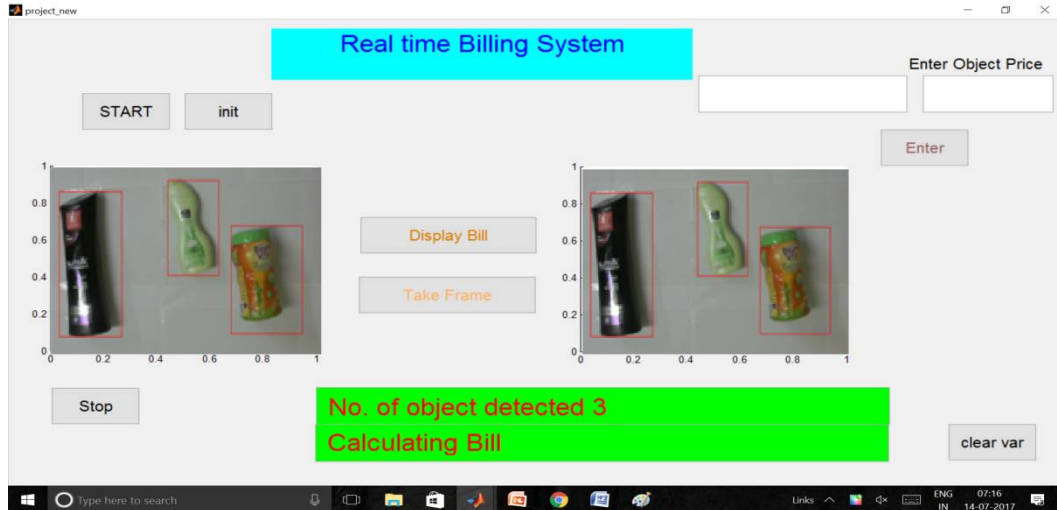 project_new
Real time Billing System
Enter Object Price
START
init
Enter
1
0.8
0.6
0.4
0.2
0
0
0.2
0.4
0.6
0.8
1
Display Bill
Take Frame
1
0.8
0.6
0.4
0.2
0
0
0.2
0.4
0.6
0.8
1
Stop
No. of object detected 3
Calculating Bill
clear var
Type here to search
Links
ENG
IN
07:16
14-07-2017